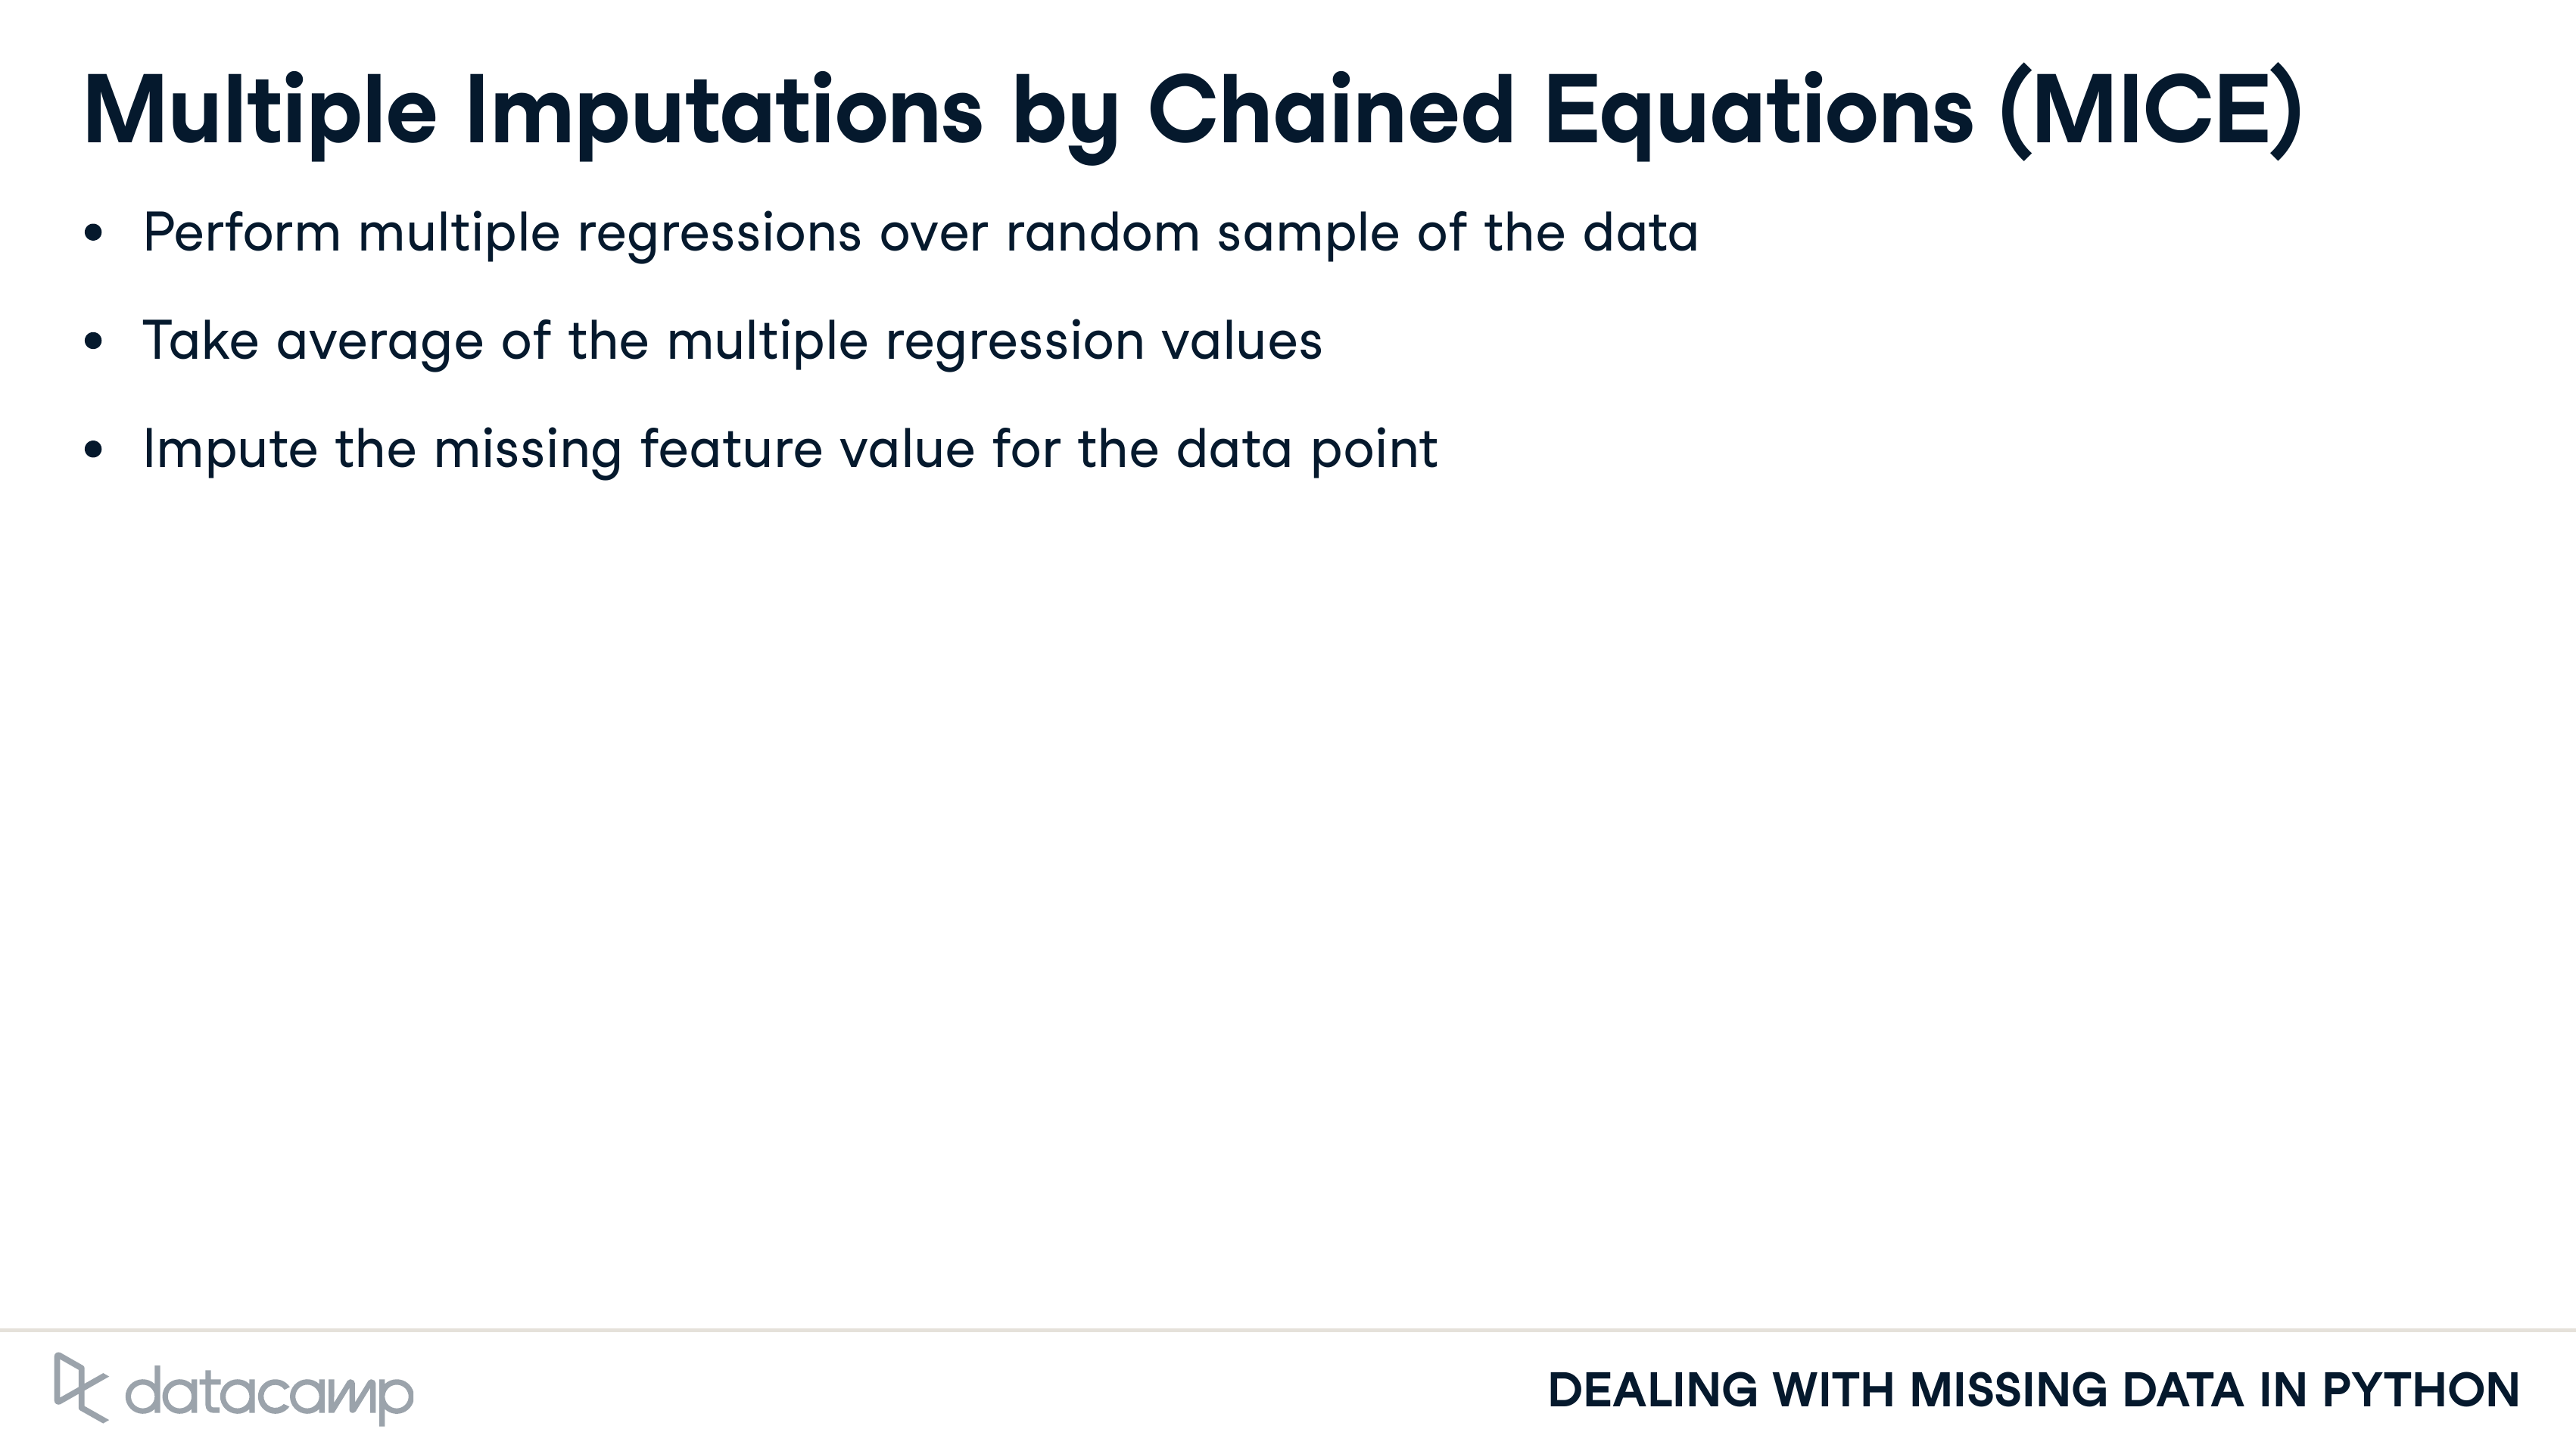 Multiple Imputations by Chained Equations (MICE)
• Perform multiple regressions over random sample of the data
• Take average of the multiple regression values
• Impute the missing feature value for the data point
datacamp
DEALING WITH MISSING DATA IN PYTHON